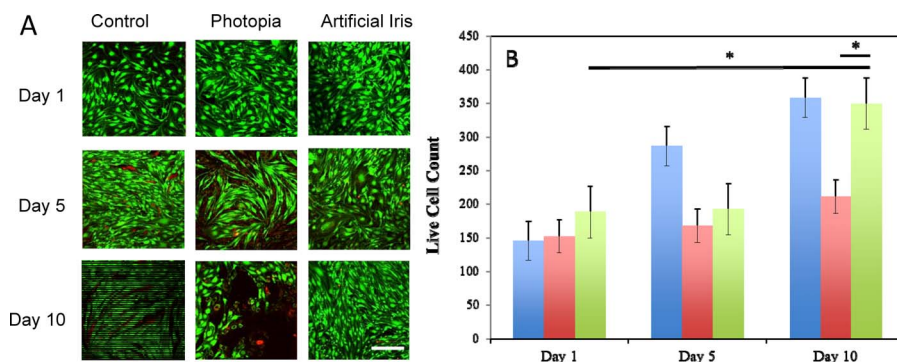 A
Control
Photopia
Artificial Iris
Day 1
Day 5
Day 10
B
Live Cell Count
450
400
350
300
250
200
150
100
50
0
*
*
Day 1
Day 5
Day 10